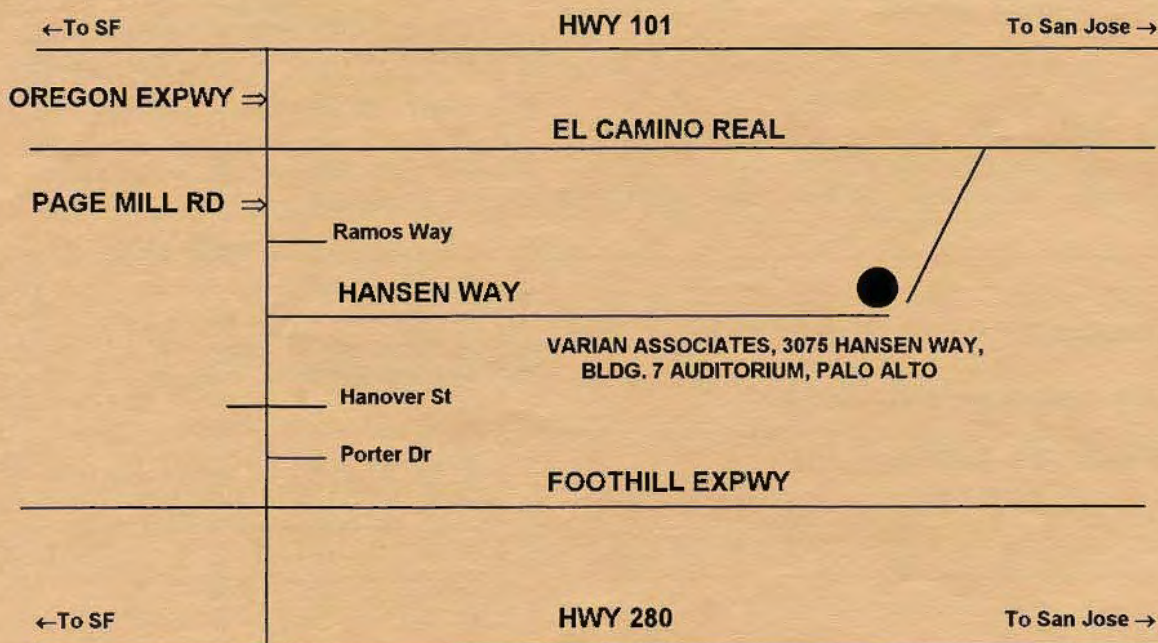 ←To SF
HWY 101
To San Jose →
OREGON EXPWY ⇒
EL CAMINO REAL
PAGE MILL RD ⇒
Ramos Way
HANSEN WAY
VARIAN ASSOCIATES, 3075 HANSEN WAY,
BLDG. 7 AUDITORIUM, PALO ALTO
Hanover St
Porter Dr
FOOTHILL EXPWY
←To SF
HWY 280
To San Jose →